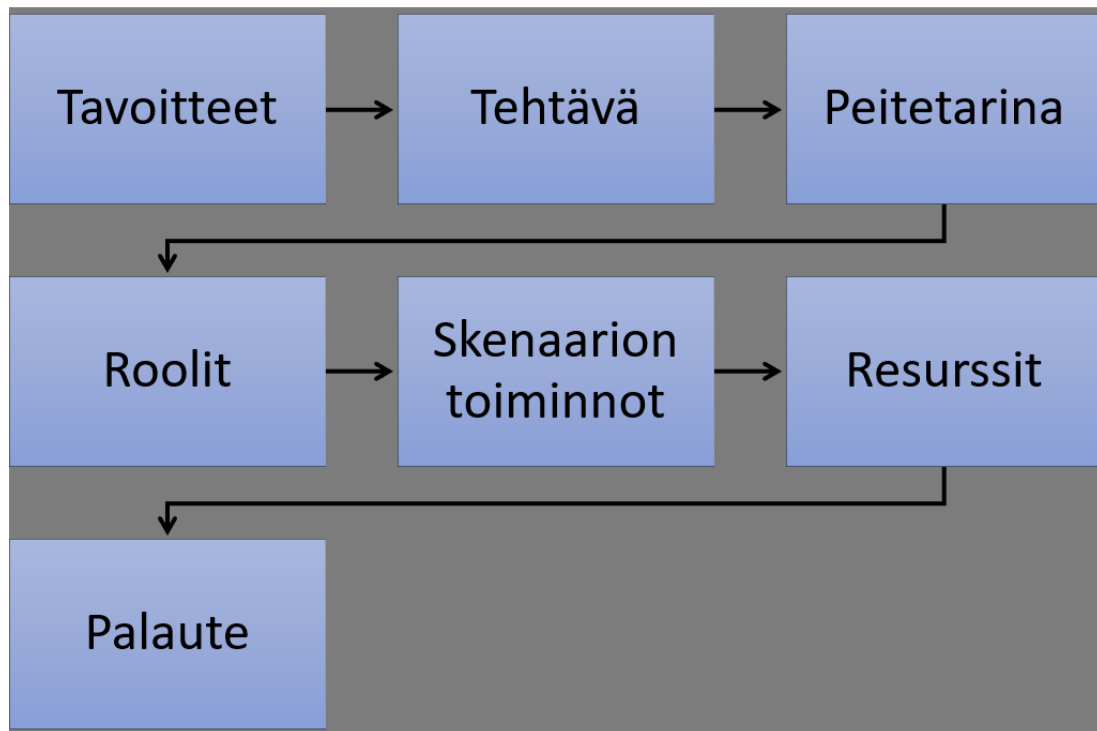 Tavoitteet
Tehtävä
Peitetarina
Roolit
Skenaarion
toiminnot
Resurssit
Palaute